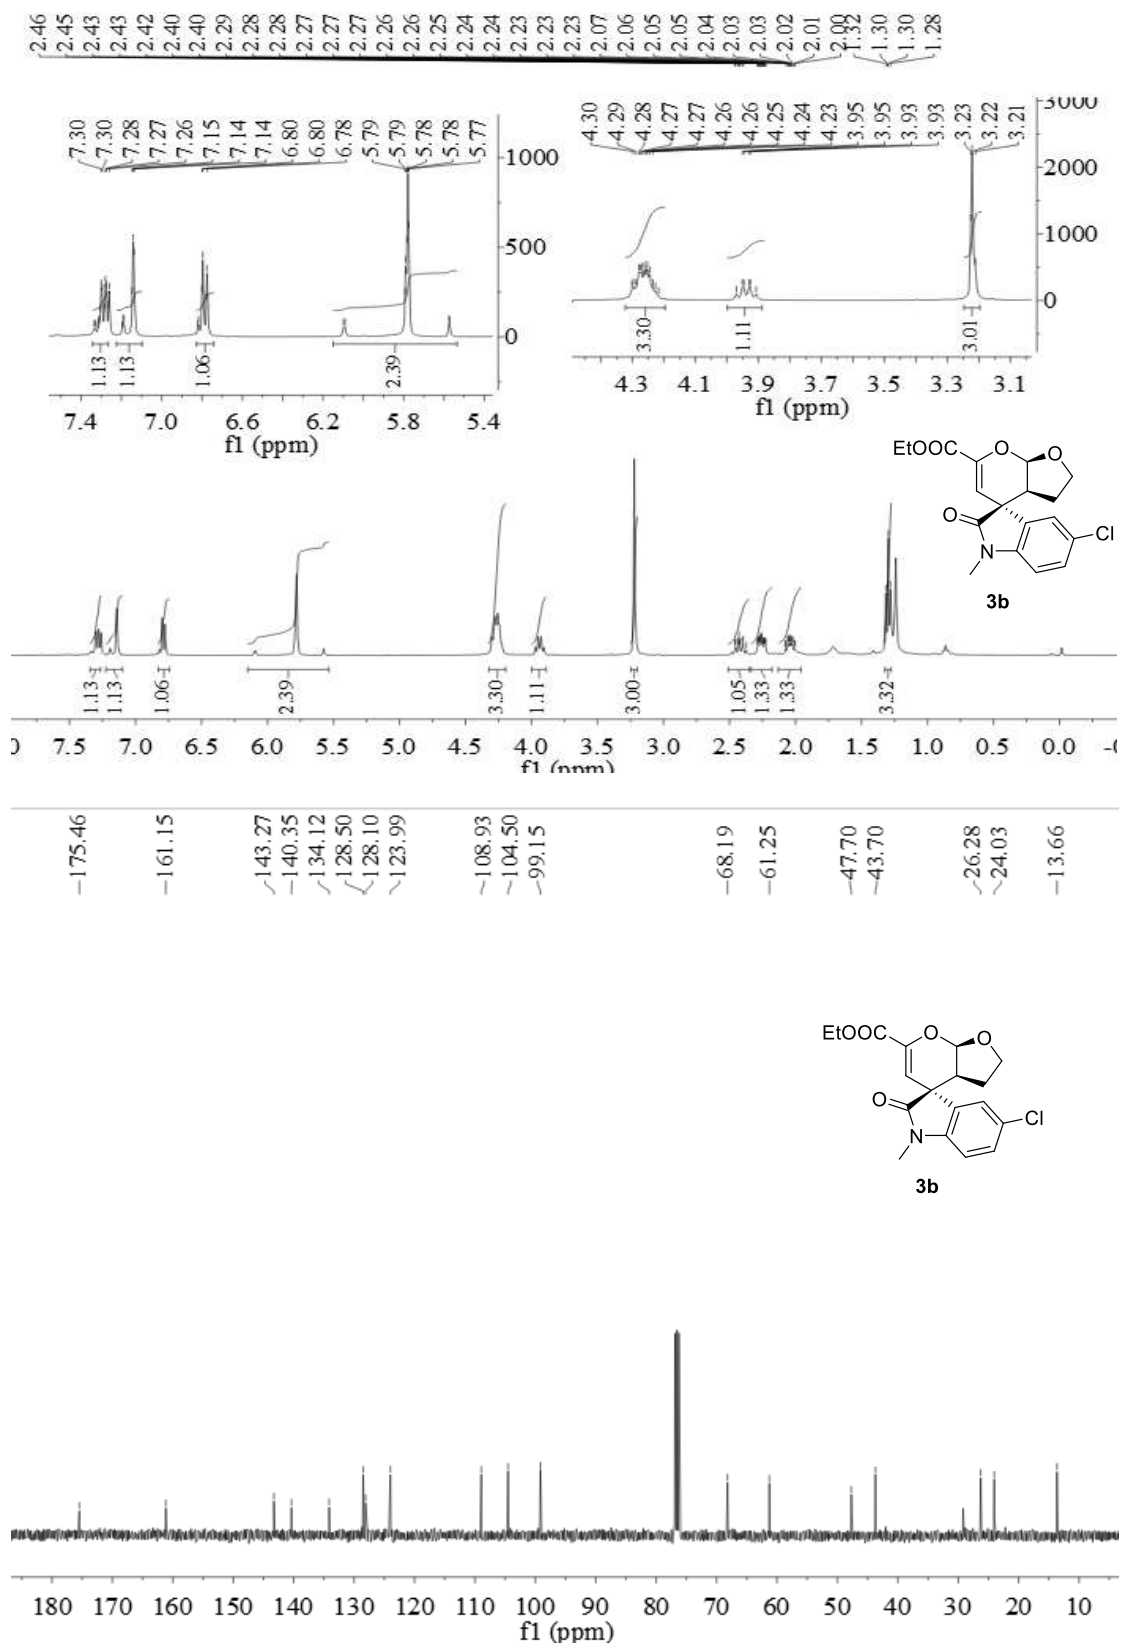 2.46 2.45 2.43 2.43 2.42 2.40 2.40 2.29 2.28 2.28 2.27 2.27 2.27 2.26 2.26 2.25 2.24 2.24 2.23 2.23 2.23 2.07 2.06 2.05 2.05 2.04 2.03 2.03 2.02 2.01 2.00 1.32 1.30 1.30 1.28
7.30 7.30 7.28 7.27 7.26 7.15 7.14 7.14 6.80 6.80 6.78 5.79 5.79 5.78 5.78 5.77
1000
500
0
1.13 1.13 1.06 2.39
7.4 7.0 6.6 6.2 5.8 5.4
f1 (ppm)
4.30 4.29 4.28 4.27 4.27 4.26 4.26 4.25 4.24 4.23 3.95 3.95 3.93 3.93 3.23 3.22 3.21
3000
2000
1000
0
3.30 1.11 3.01
4.3 4.1 3.9 3.7 3.5 3.3 3.1
f1 (ppm)
EtOOC O O
O
N
Cl
3b
1.13 1.13 1.06 2.39 3.30 1.11 3.00 1.05 1.33 1.33 3.32
0 7.5 7.0 6.5 6.0 5.5 5.0 4.5 4.0 3.5 3.0 2.5 2.0 1.5 1.0 0.5 0.0 -0
f1 (ppm)
175.46 161.15 143.27 140.35 134.12 128.50 128.10 123.99 108.93 104.50 99.15 68.19 61.25 47.70 43.70 26.28 24.03 13.66
EtOOC O O
O
N
Cl
3b
180 170 160 150 140 130 120 110 100 90 80 70 60 50 40 30 20 10
f1 (ppm)